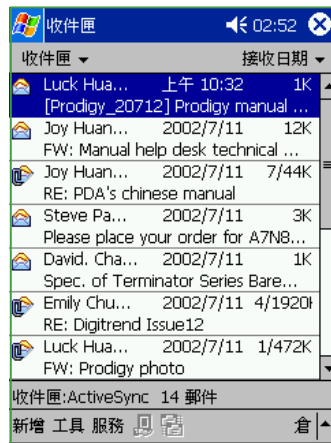 收件匣 02:52
收件匣 接收日期
Luck Hua... 上午 10:32 1K
[Prodigy_20712] Prodigy manual ...
Joy Huan... 2002/7/11 12K
FW: Manual help desk technical ...
Joy Huan... 2002/7/11 7/44K
RE: PDA's chinese manual
Steve Pa... 2002/7/11 3K
Please place your order for A7N8...
David. Cha... 2002/7/11 1K
Spec. of Terminator Series Bare...
Emily Chu... 2002/7/11 4/1920K
RE: Digitrend Issue12
Luck Hua... 2002/7/11 1/472K
FW: Prodigy photo
收件匣:ActiveSync 14 郵件
新增 工具 服務 倉